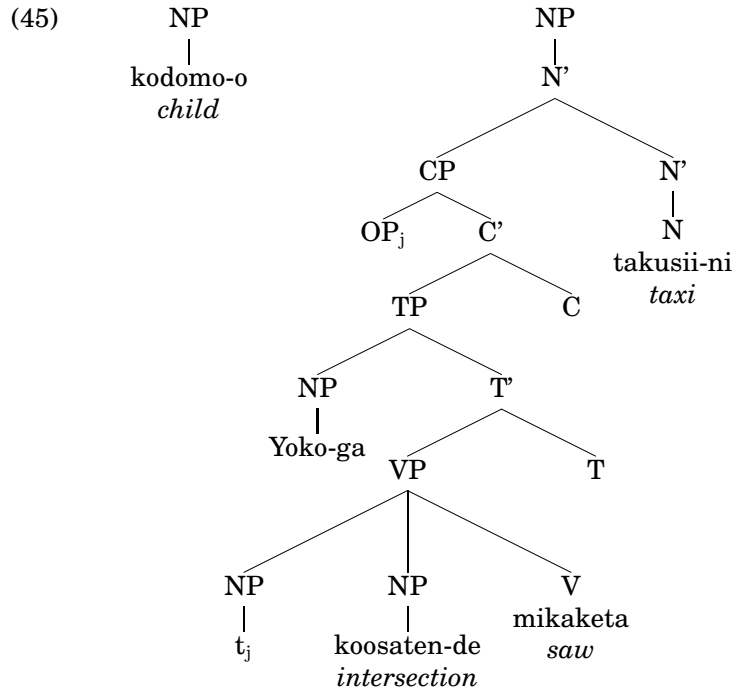 (45) NP NP
kodomo-o N’
child
CP N’
OPj C’ N
takusii-ni
TP C taxi
NP T’
Yoko-ga
VP T
NP NP V
mikaketa
tj koosaten-de saw
intersection